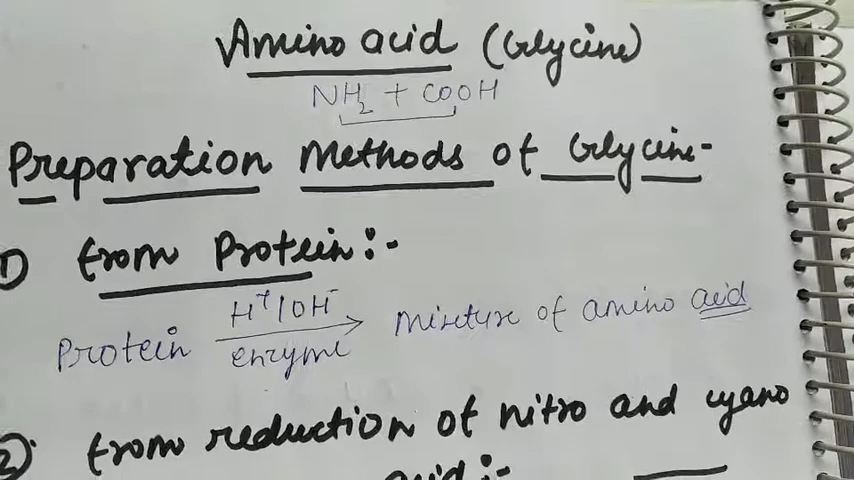 Amino acid (Glycine)
NH2 + COOH
Preparation Methods of Glycine-
1) from Protein:-
Protein H+/OH- enzyme → mixture of amino acid
2) from reduction of nitro and cyano
acid:-